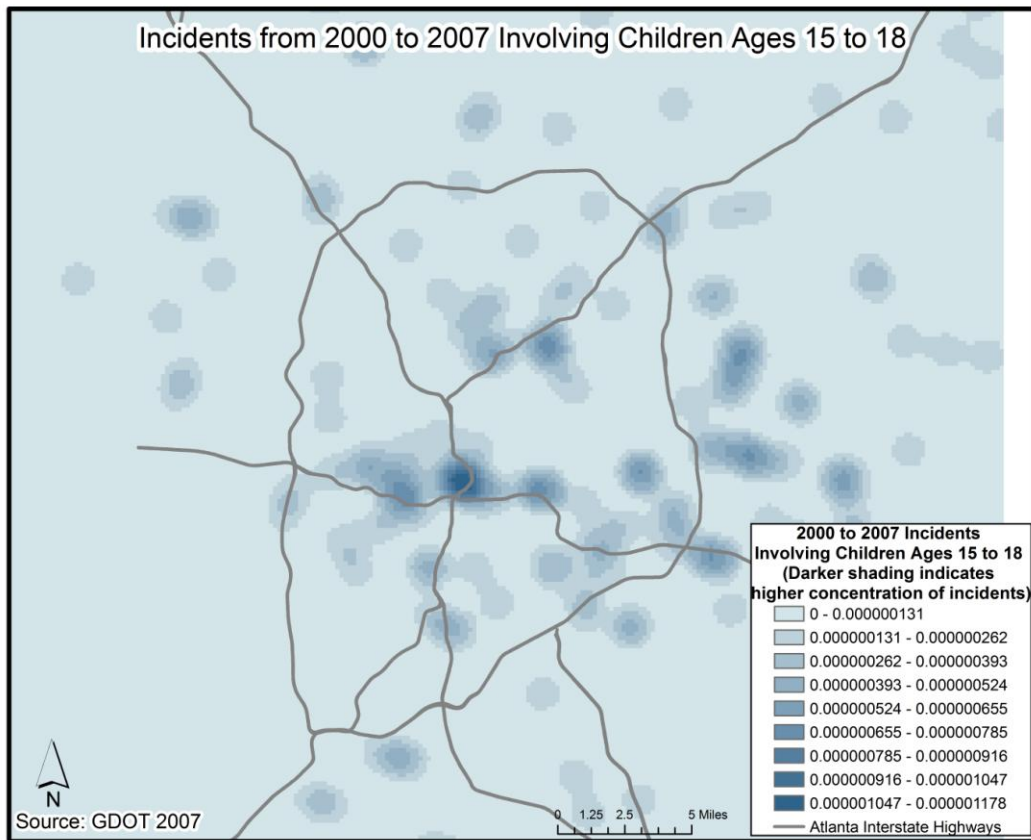 Incidents from 2000 to 2007 Involving Children Ages 15 to 18
2000 to 2007 Incidents
Involving Children Ages 15 to 18
(Darker shading indicates
higher concentration of incidents)
0 - 0.000000131
0.000000131 - 0.000000262
0.000000262 - 0.000000393
0.000000393 - 0.000000524
0.000000524 - 0.000000655
0.000000655 - 0.000000785
0.000000785 - 0.000000916
0.000000916 - 0.000001047
0.000001047 - 0.000001178
Atlanta Interstate Highways
N
Source: GDOT 2007
0 1.25 2.5 5 Miles